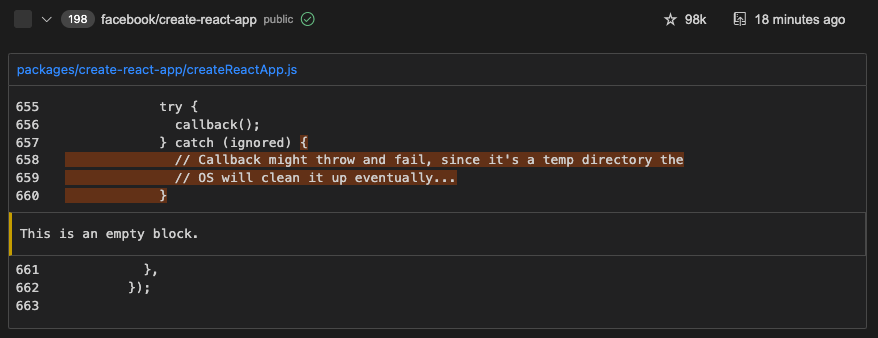 198 facebook/create-react-app public 98k 18 minutes ago
packages/create-react-app/createReactApp.js
655 try {
656 callback();
657 } catch (ignored) {
658 // Callback might throw and fail, since it's a temp directory the
659 // OS will clean it up eventually...
660 }
This is an empty block.
661 },
662 });
663